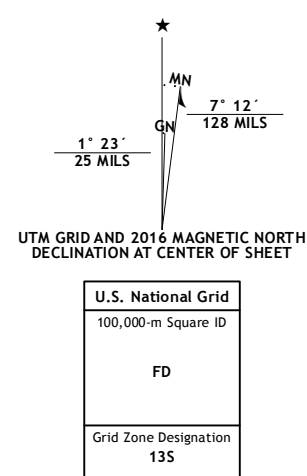 ★
MN
GN
7° 12´
128 MILS
1° 23´
25 MILS
UTM GRID AND 2016 MAGNETIC NORTH
DECLINATION AT CENTER OF SHEET
U.S. National Grid
100,000-m Square ID
FD
Grid Zone Designation
13S